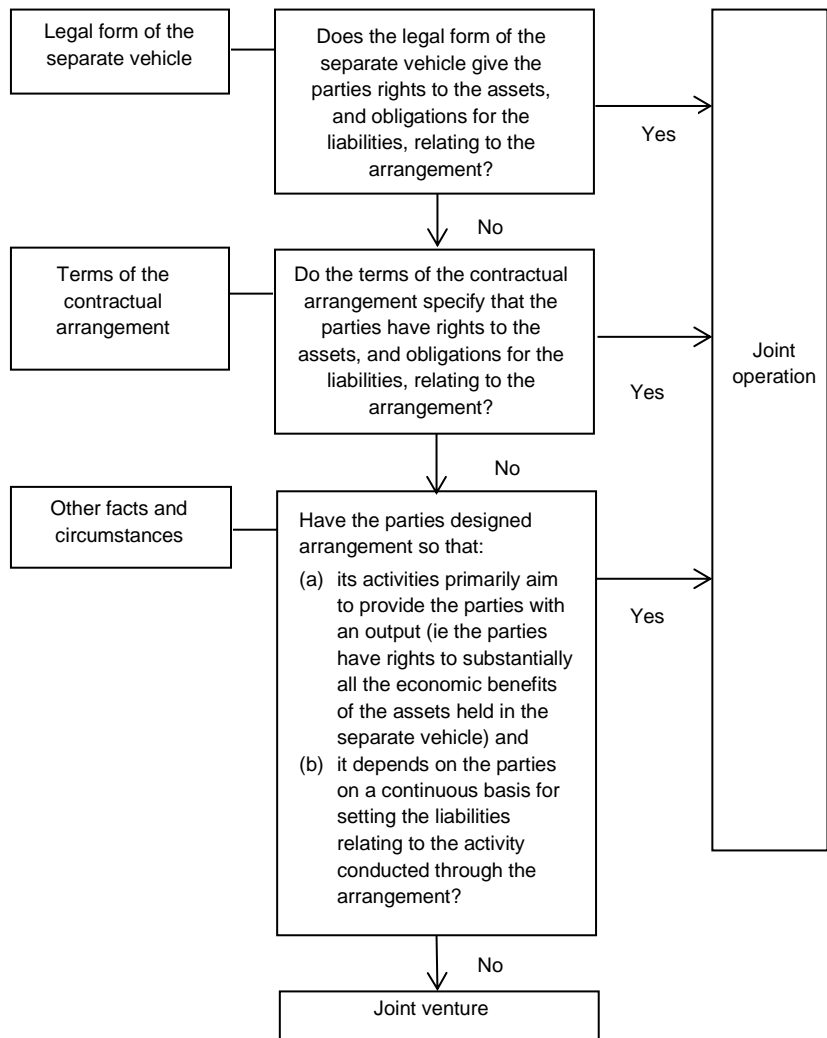 Legal form of the
separate vehicle
Does the legal form of the
separate vehicle give the
parties rights to the assets,
and obligations for the
liabilities, relating to the
arrangement?
Yes
No
Terms of the
contractual
arrangement
Do the terms of the contractual
arrangement specify that the
parties have rights to the
assets, and obligations for the
liabilities, relating to the
arrangement?
Yes
Joint
operation
No
Other facts and
circumstances
Have the parties designed
arrangement so that:
(a) its activities primarily aim
to provide the parties with
an output (ie the parties
have rights to substantially
all the economic benefits
of the assets held in the
separate vehicle) and
(b) it depends on the parties
on a continuous basis for
setting the liabilities
relating to the activity
conducted through the
arrangement?
Yes
No
Joint venture